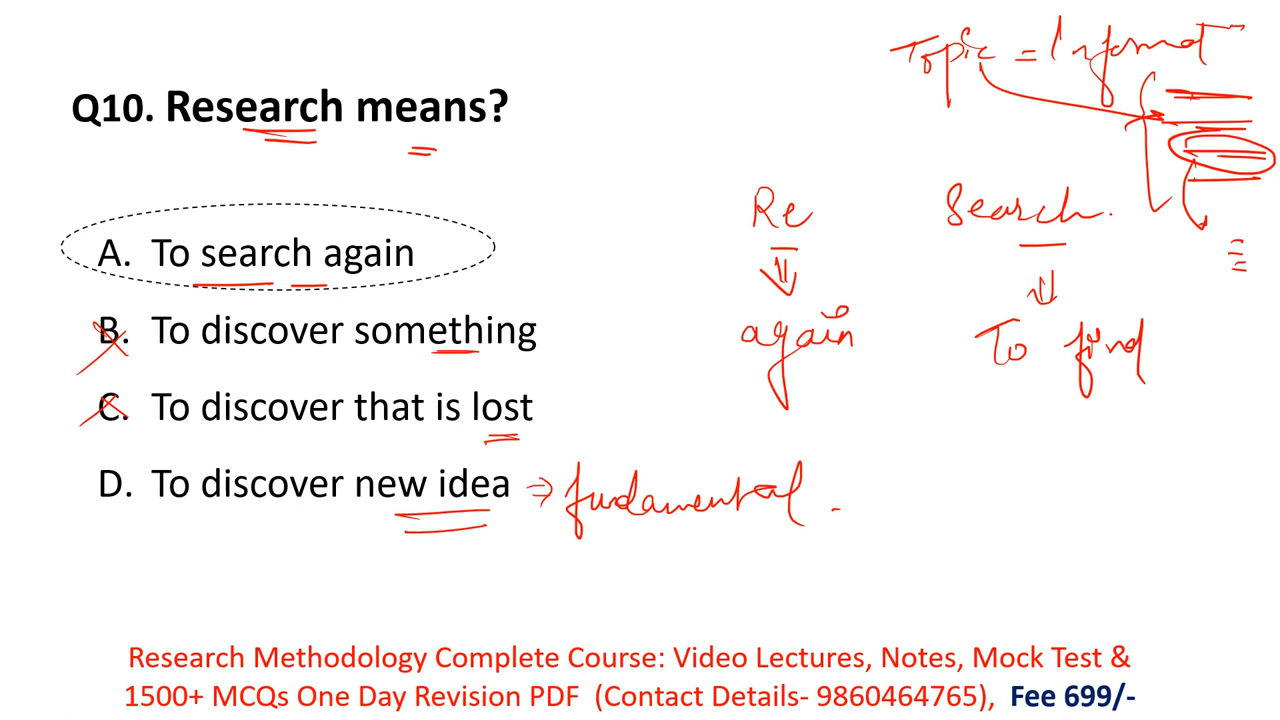 Topic = Informat
Q10. Research means?
Re Search.
A. To search again
B. To discover something
again To find
C. To discover that is lost
D. To discover new idea ⇒ fundamental.
Research Methodology Complete Course: Video Lectures, Notes, Mock Test &
1500+ MCQs One Day Revision PDF (Contact Details- 9860464765), Fee 699/-